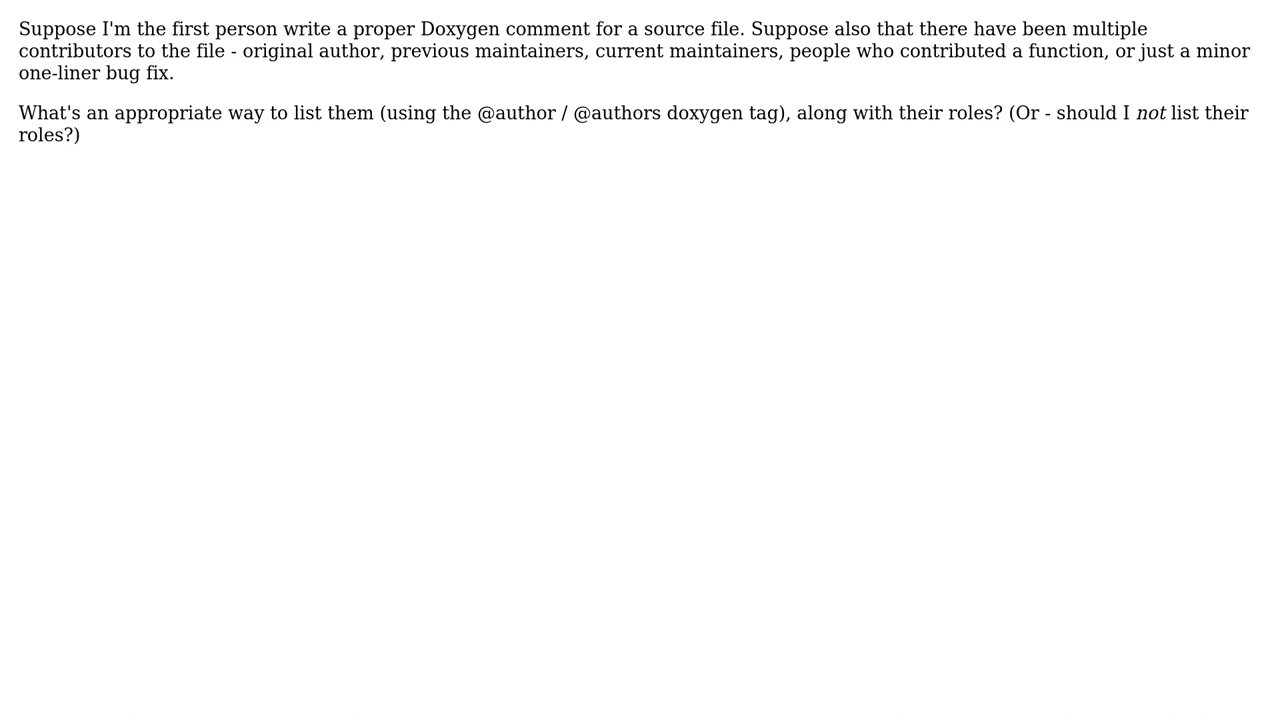 Suppose I'm the first person write a proper Doxygen comment for a source file. Suppose also that there have been multiple
contributors to the file - original author, previous maintainers, current maintainers, people who contributed a function, or just a minor
one-liner bug fix.
What's an appropriate way to list them (using the @author / @authors doxygen tag), along with their roles? (Or - should I not list their
roles?)